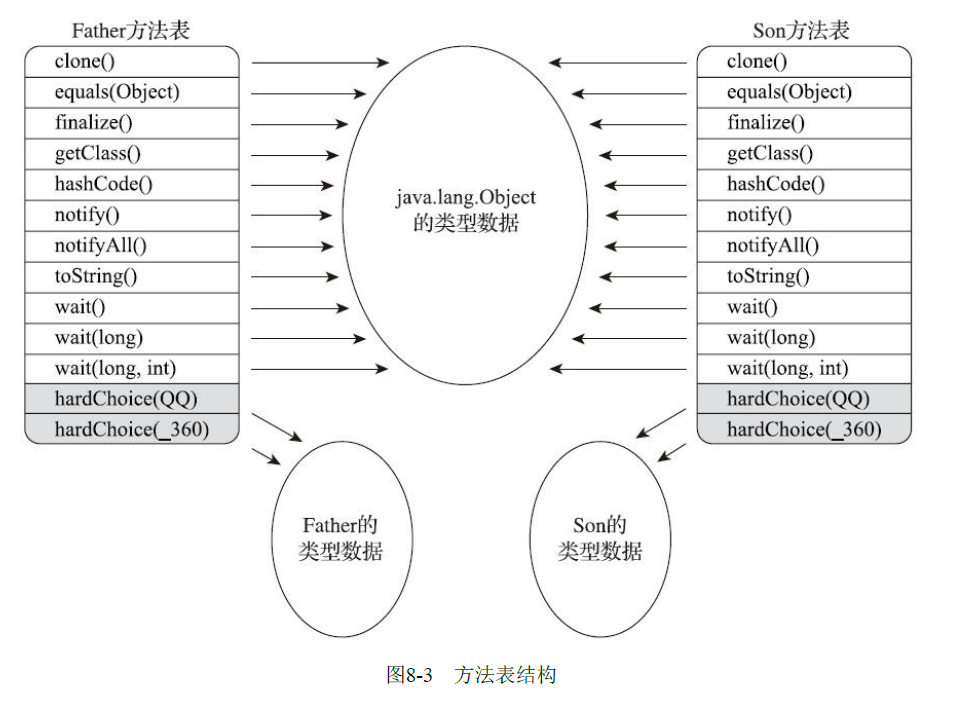 Father方法表
clone()
equals(Object)
finalize()
getClass()
hashCode()
notify()
notifyAll()
toString()
wait()
wait(long)
wait(long, int)
hardChoice(QQ)
hardChoice(_360)
java.lang.Object
的类型数据
Son方法表
clone()
equals(Object)
finalize()
getClass()
hashCode()
notify()
notifyAll()
toString()
wait()
wait(long)
wait(long, int)
hardChoice(QQ)
hardChoice(_360)
Father的
类型数据
Son的
类型数据
图8-3 方法表结构